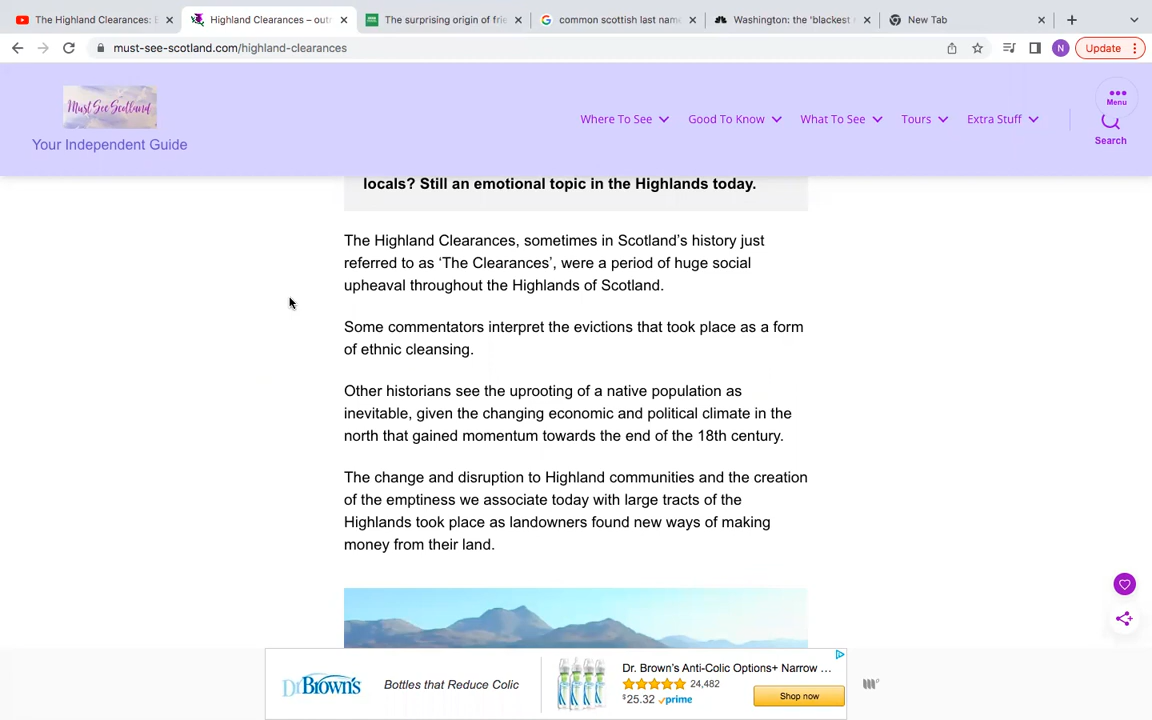 The Highland Clearances: E
Highland Clearances – outr
The surprising origin of frie
common scottish last name
Washington: the 'blackest n
New Tab
must-see-scotland.com/highland-clearances
N
Update
Must See Scotland
Your Independent Guide
Where To See
Good To Know
What To See
Tours
Extra Stuff
Menu
Search
locals? Still an emotional topic in the Highlands today.
The Highland Clearances, sometimes in Scotland's history just
referred to as 'The Clearances', were a period of huge social
upheaval throughout the Highlands of Scotland.
Some commentators interpret the evictions that took place as a form
of ethnic cleansing.
Other historians see the uprooting of a native population as
inevitable, given the changing economic and political climate in the
north that gained momentum towards the end of the 18th century.
The change and disruption to Highland communities and the creation
of the emptiness we associate today with large tracts of the
Highlands took place as landowners found new ways of making
money from their land.
Dr Brown's
Bottles that Reduce Colic
Dr. Brown's Anti-Colic Options+ Narrow ...
24,482
$25.32 prime
Shop now